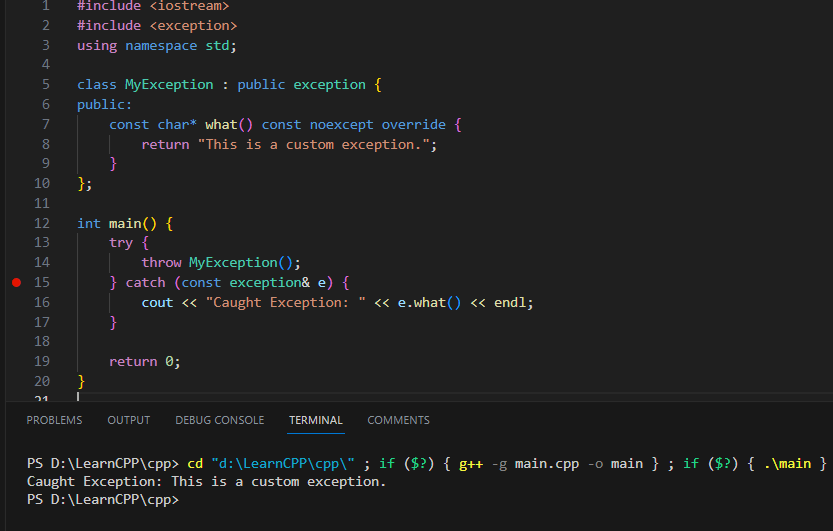 1 #include <iostream>
2 #include <exception>
3 using namespace std;
4
5 class MyException : public exception {
6 public:
7     const char* what() const noexcept override {
8         return "This is a custom exception.";
9     }
10 };
11
12 int main() {
13     try {
14         throw MyException();
15     } catch (const exception& e) {
16         cout << "Caught Exception: " << e.what() << endl;
17     }
18
19     return 0;
20 }
21
PROBLEMS OUTPUT DEBUG CONSOLE TERMINAL COMMENTS
PS D:\LearnCPP\cpp> cd "d:\LearnCPP\cpp\" ; if ($?) { g++ -g main.cpp -o main } ; if ($?) { .\main }
Caught Exception: This is a custom exception.
PS D:\LearnCPP\cpp>